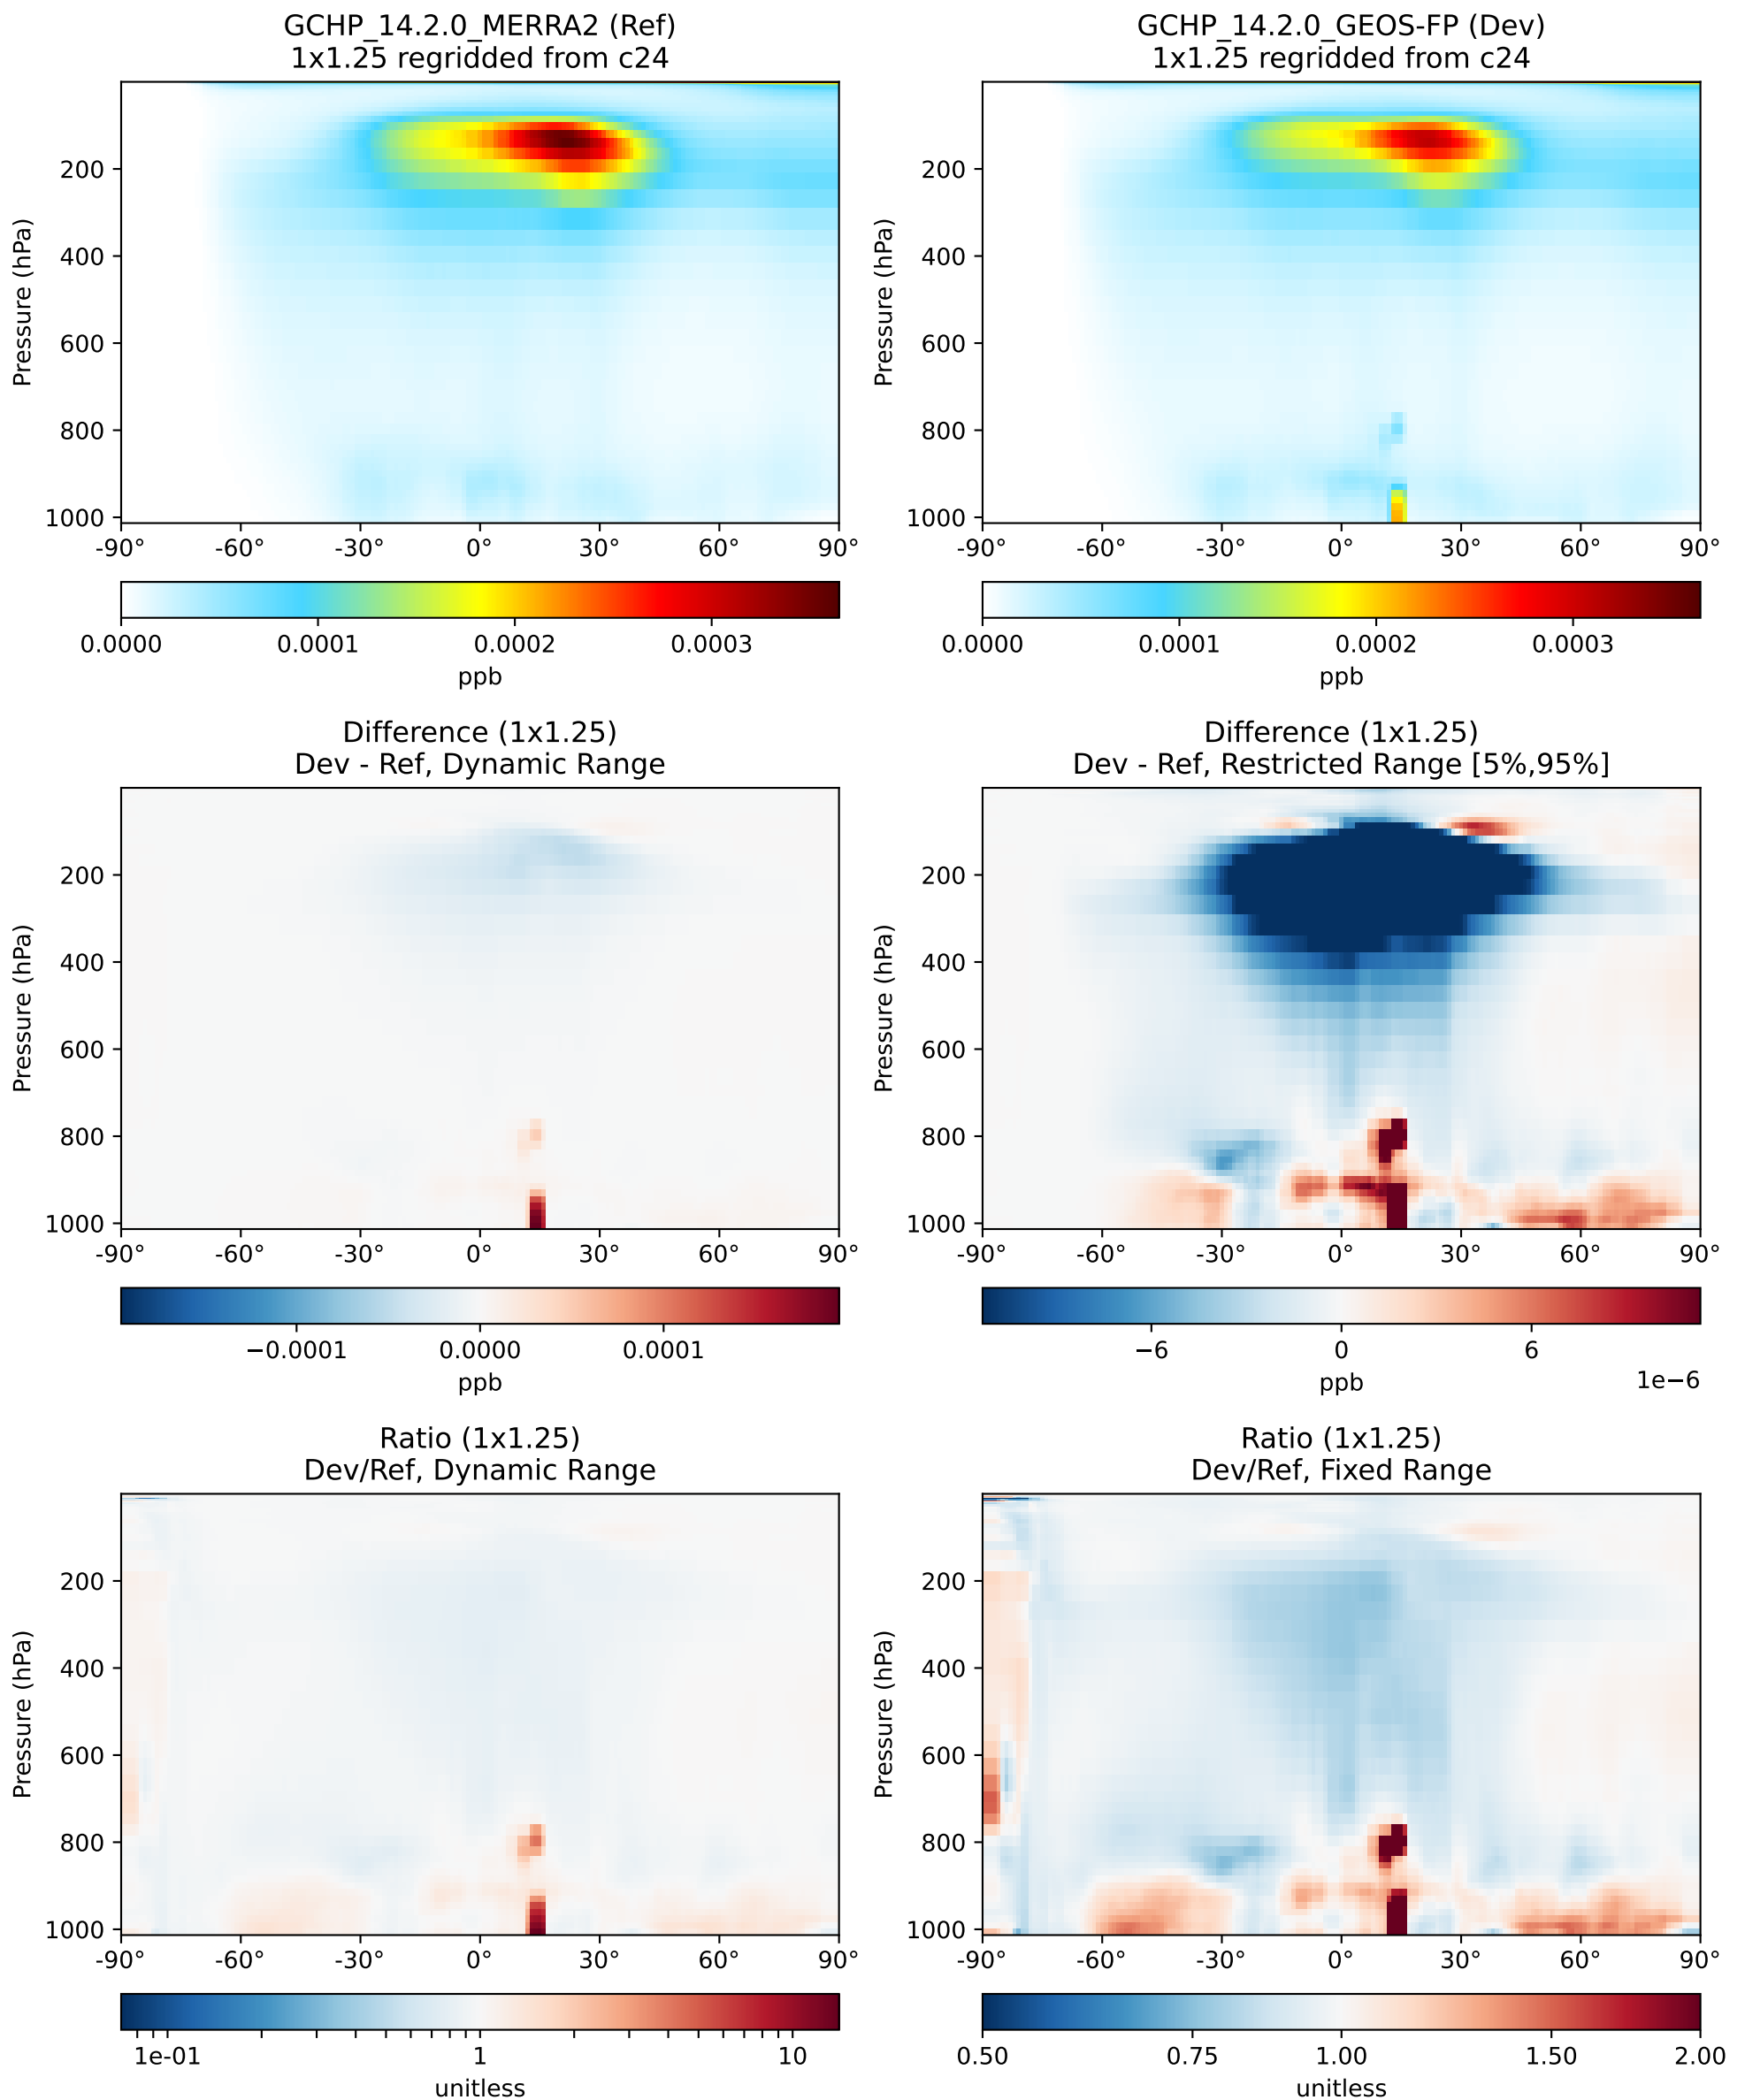 GCHP_14.2.0_MERRA2 (Ref)
1x1.25 regridded from c24
Pressure (hPa)
200
400
600
800
1000
-90° -60° -30° 0° 30° 60° 90°
0.0000 0.0001 0.0002 0.0003
ppb
GCHP_14.2.0_GEOS-FP (Dev)
1x1.25 regridded from c24
Pressure (hPa)
200
400
600
800
1000
-90° -60° -30° 0° 30° 60° 90°
0.0000 0.0001 0.0002 0.0003
ppb
Difference (1x1.25)
Dev - Ref, Dynamic Range
Pressure (hPa)
200
400
600
800
1000
-90° -60° -30° 0° 30° 60° 90°
−0.0001 0.0000 0.0001
ppb
Difference (1x1.25)
Dev - Ref, Restricted Range [5%,95%]
Pressure (hPa)
200
400
600
800
1000
-90° -60° -30° 0° 30° 60° 90°
−6 0 6
ppb
1e−6
Ratio (1x1.25)
Dev/Ref, Dynamic Range
Pressure (hPa)
200
400
600
800
1000
-90° -60° -30° 0° 30° 60° 90°
1e-01 1 10
unitless
Ratio (1x1.25)
Dev/Ref, Fixed Range
Pressure (hPa)
200
400
600
800
1000
-90° -60° -30° 0° 30° 60° 90°
0.50 0.75 1.00 1.50 2.00
unitless